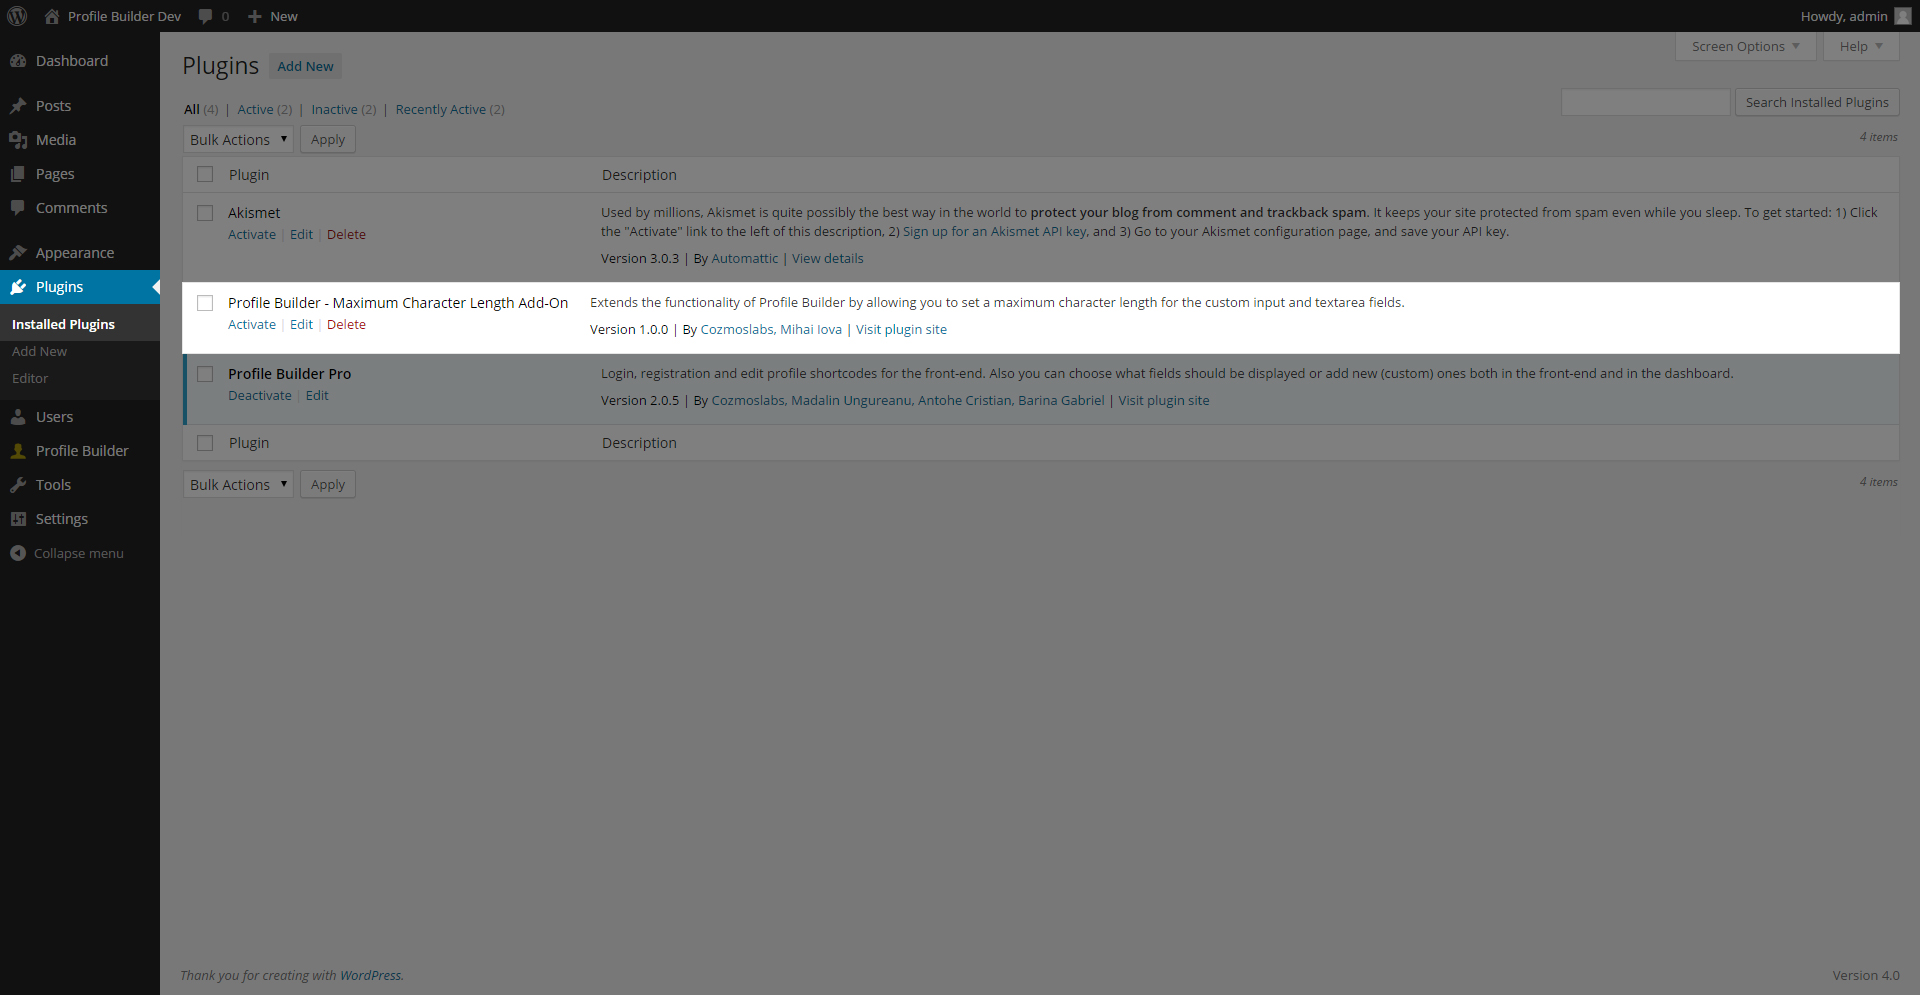 Profile Builder Dev 0 New Howdy, admin
Dashboard
Posts
Media
Pages
Comments
Appearance
Plugins
Installed Plugins
Add New
Editor
Users
Profile Builder
Tools
Settings
Collapse menu
Screen Options Help
Plugins Add New
All (4) | Active (2) | Inactive (2) | Recently Active (2)
Search Installed Plugins
Bulk Actions Apply
4 items
Plugin Description
Akismet
Activate | Edit | Delete
Used by millions, Akismet is quite possibly the best way in the world to protect your blog from comment and trackback spam. It keeps your site protected from spam even while you sleep. To get started: 1) Click
the "Activate" link to the left of this description, 2) Sign up for an Akismet API key, and 3) Go to your Akismet configuration page, and save your API key.
Version 3.0.3 | By Automattic | View details
Profile Builder - Maximum Character Length Add-On
Activate | Edit | Delete
Extends the functionality of Profile Builder by allowing you to set a maximum character length for the custom input and textarea fields.
Version 1.0.0 | By Cozmoslabs, Mihai Iova | Visit plugin site
Profile Builder Pro
Deactivate | Edit
Login, registration and edit profile shortcodes for the front-end. Also you can choose what fields should be displayed or add new (custom) ones both in the front-end and in the dashboard.
Version 2.0.5 | By Cozmoslabs, Madalin Ungureanu, Antohe Cristian, Barina Gabriel | Visit plugin site
Plugin Description
Bulk Actions Apply
4 items
Thank you for creating with WordPress.
Version 4.0